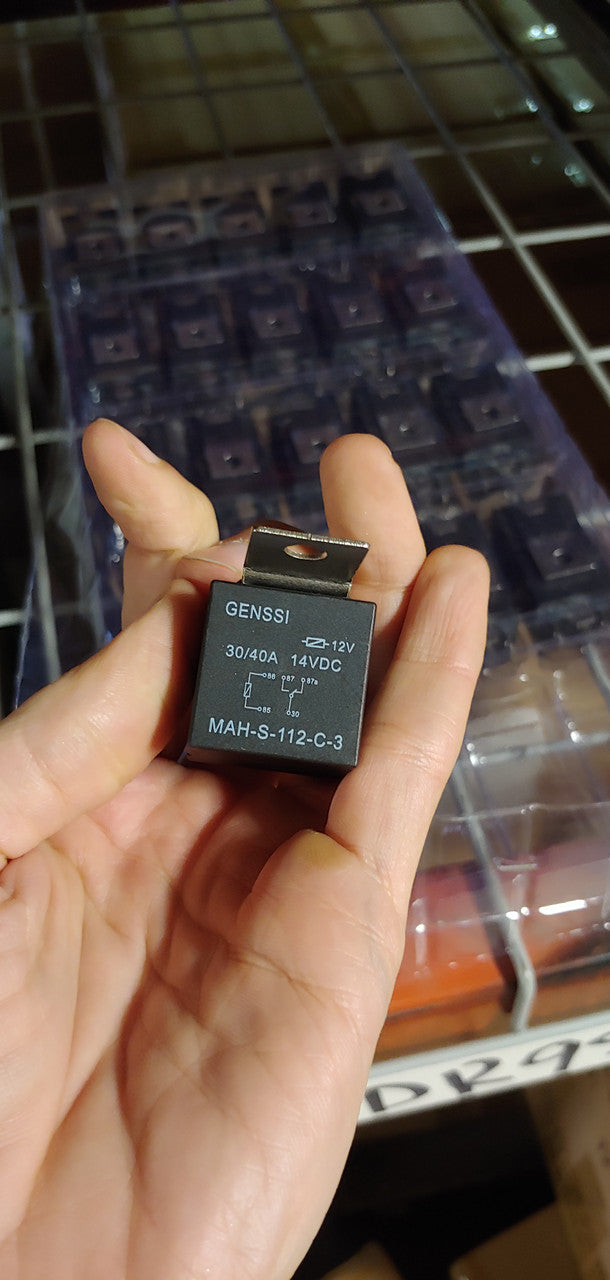 GENSSI
12V
30/40A 14VDC
86 87 87a
85 30
MAH-S-112-C-3